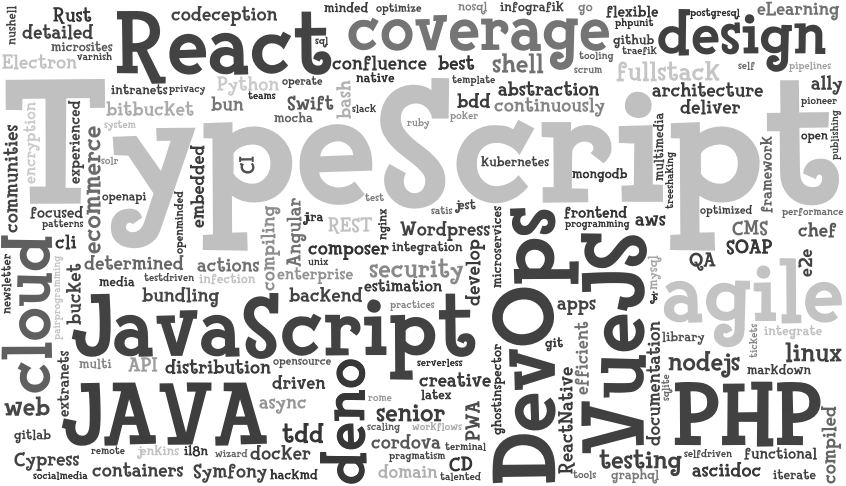 nushell
Rust
detailed
microsites
varnish
Electron
React
codeception
sql
minded
optimize
coverage
confluence
best
shell
nosql
infografik
go
flexible
phpunit
github
traefik
tooling
scrum
postgresql
design
eLearning
self
pipelines
fullstack
intranets
privacy
Python
operate
teams
native
template
abstraction
architecture
ally
pioneer
bitbucket
bun
Swift
mocha
bash
slack
bdd
continuously
deliver
poker
ruby
TypeScript
communities
encryption
experienced
system
solr
ecommerce
openapi
openminded
embedded
CI
kubernetes
mongodb
multimedia
treeshaking
framework
open
publishing
focused
patterns
test
satis
jest
frontend
programming
aws
optimized
performance
CMS
SOAP
chef
cloud
cli
newsletter
pairprogramming
bucket
determined
actions
media
testdriven
infection
compiling
Angular
jra
REST
nginx
composer
unix
enterprise
integration
Wordpress
security
estimation
develop
microservices
DevOps
VueJS
mysql
QA
e2e
agile
bundling
backend
practices
apps
JavaScript
git
efficient
library
tickets
integrate
linux
multi
API
distribution
opensource
serverless
nodejs
markdown
sqlite
documentation
extranets
JAVA
driven
async
deno
rome
creative
latex
senior
scaling
workflows
PWA
ghostinspector
ReactNative
PHP
web
gitlab
tdd
cordova
terminal
pragmatism
remote
jenkins
il8n
wizard
docker
domain
CD
talented
tools
testing
graphql
selfdriven
functional
asciidoc
iterate
compiled
Cypress
socialmedia
containers
Symfony
hackmd